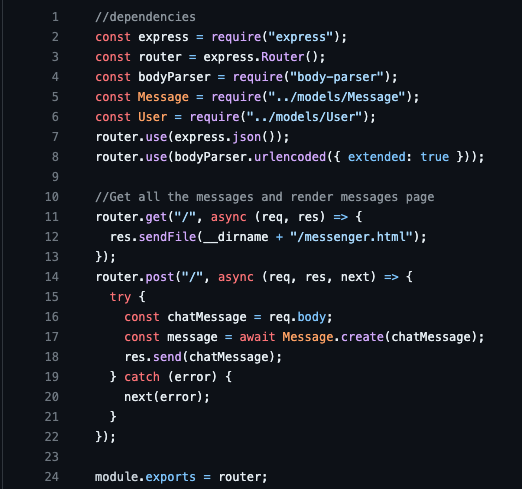 1 //dependencies
2 const express = require("express");
3 const router = express.Router();
4 const bodyParser = require("body-parser");
5 const Message = require("../models/Message");
6 const User = require("../models/User");
7 router.use(express.json());
8 router.use(bodyParser.urlencoded({ extended: true }));
9
10 //Get all the messages and render messages page
11 router.get("/", async (req, res) => {
12   res.sendFile(__dirname + "/messenger.html");
13 });
14 router.post("/", async (req, res, next) => {
15   try {
16     const chatMessage = req.body;
17     const message = await Message.create(chatMessage);
18     res.send(chatMessage);
19   } catch (error) {
20     next(error);
21   }
22 });
23
24 module.exports = router;